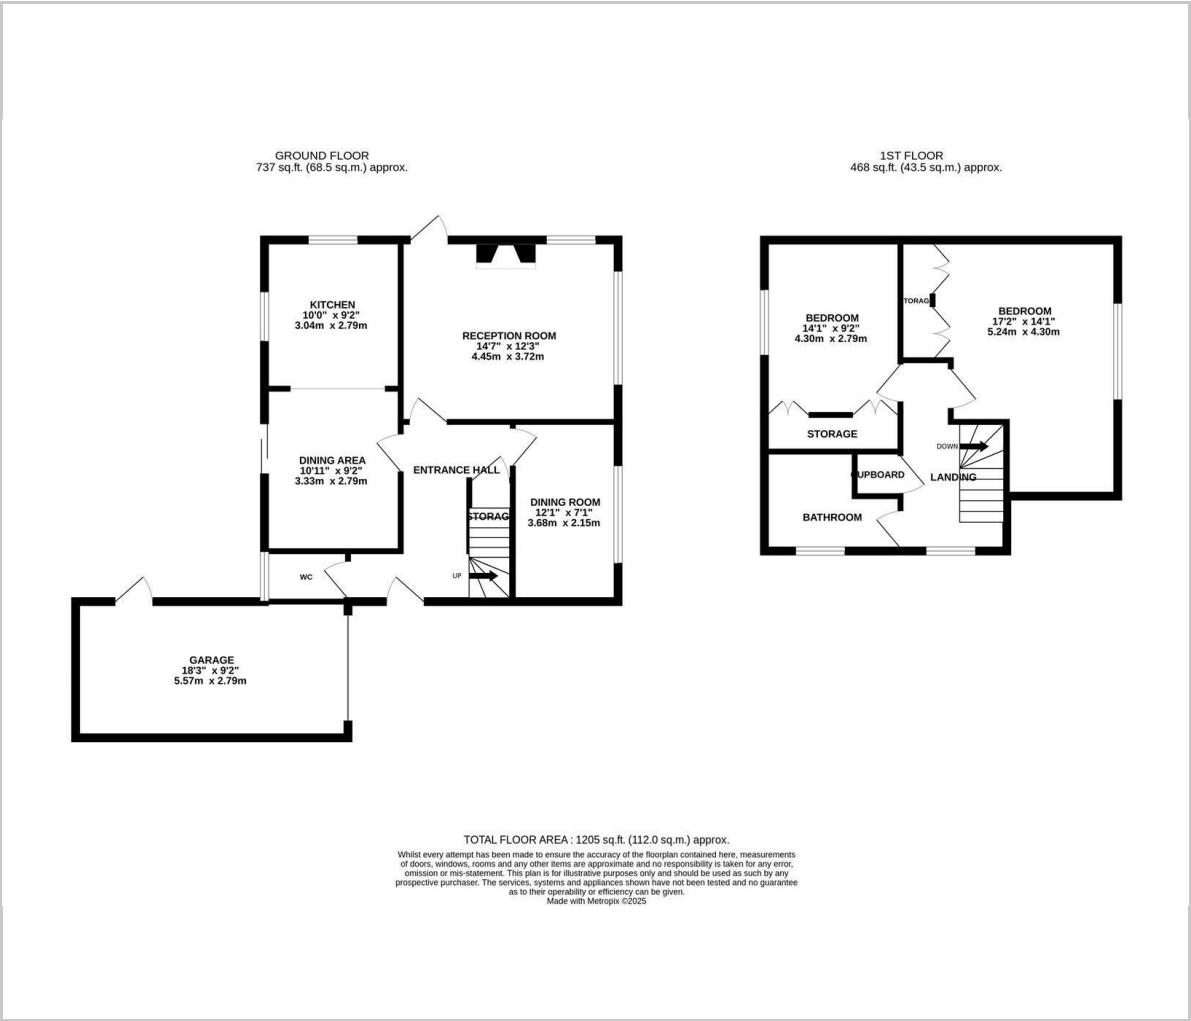 GROUND FLOOR
737 sq.ft. (68.5 sq.m.) approx.
1ST FLOOR
468 sq.ft. (43.5 sq.m.) approx.
KITCHEN
10'0" x 9'2"
3.04m x 2.79m
RECEPTION ROOM
14'7" x 12'3"
4.45m x 3.72m
DINING AREA
10'11" x 9'2"
3.33m x 2.79m
ENTRANCE HALL
STORAG
DINING ROOM
12'1" x 7'1"
3.68m x 2.15m
UP
WC
GARAGE
18'3" x 9'2"
5.57m x 2.79m
BEDROOM
14'1" x 9'2"
4.30m x 2.79m
TORAG
BEDROOM
17'2" x 14'1"
5.24m x 4.30m
STORAGE
DOWN
CUPBOARD
LANDING
BATHROOM
TOTAL FLOOR AREA : 1205 sq.ft. (112.0 sq.m.) approx.
Whilst every attempt has been made to ensure the accuracy of the floorplan contained here, measurements
of doors, windows, rooms and any other items are approximate and no responsibility is taken for any error,
omission or mis-statement. This plan is for illustrative purposes only and should be used as such by any
prospective purchaser. The services, systems and appliances shown have not been tested and no guarantee
as to their operability or efficiency can be given.
Made with Metropix ©2025